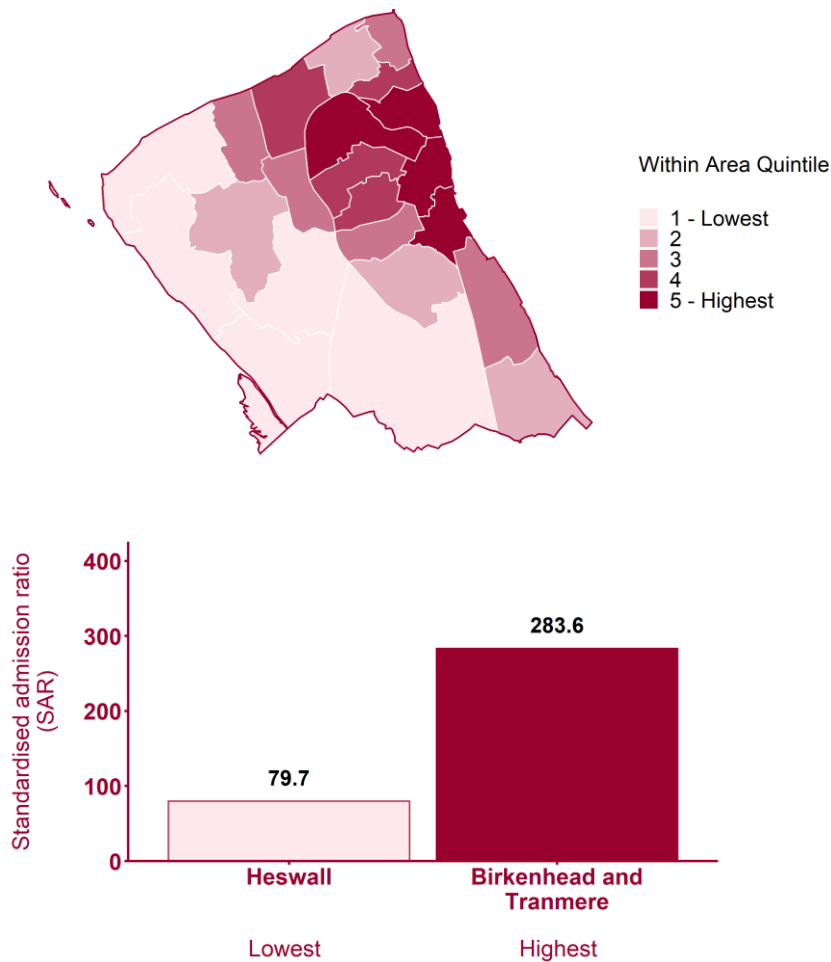 Within Area Quintile
1 - Lowest
2
3
4
5 - Highest
Standardised admission ratio
(SAR)
400
300
200
100
0
79.7
283.6
Heswall
Birkenhead and
Tranmere
Lowest
Highest